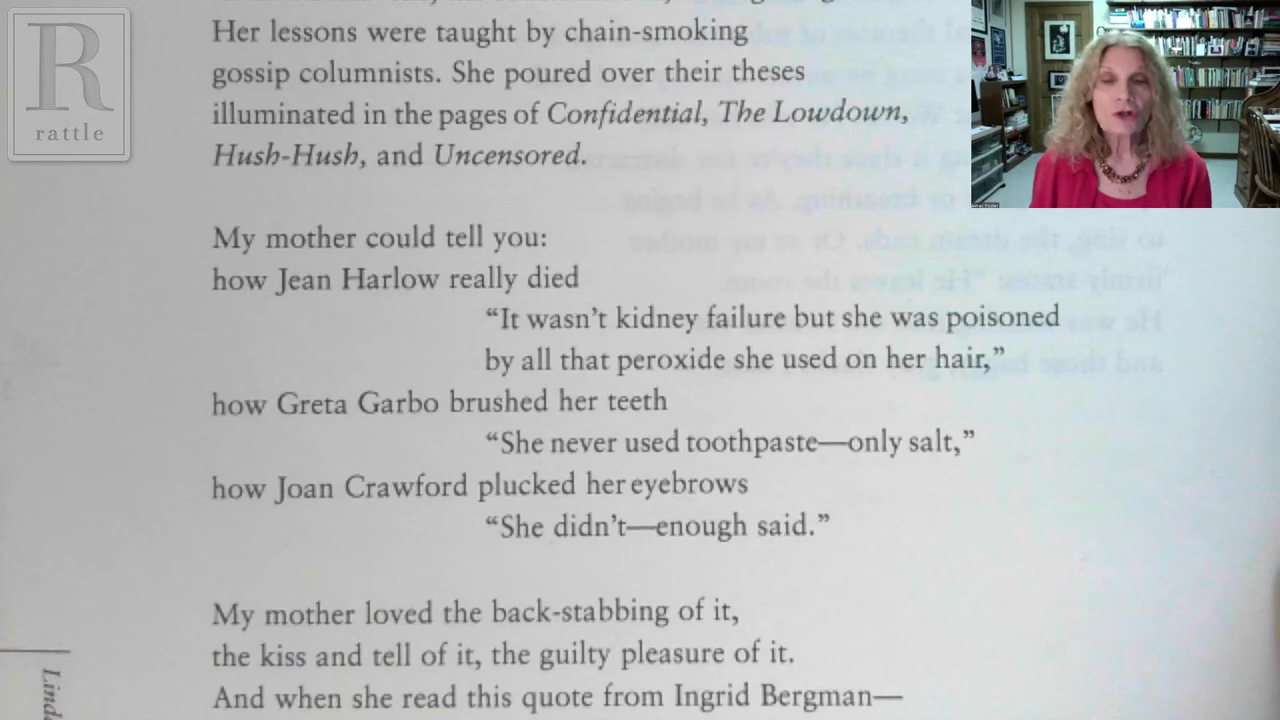 R
rattle
Her lessons were taught by chain-smoking
gossip columnists. She poured over their theses
illuminated in the pages of Confidential, The Lowdown,
Hush-Hush, and Uncensored.
My mother could tell you:
how Jean Harlow really died
“It wasn’t kidney failure but she was poisoned
by all that peroxide she used on her hair,”
how Greta Garbo brushed her teeth
“She never used toothpaste—only salt,”
how Joan Crawford plucked her eyebrows
“She didn’t—enough said.”
My mother loved the back-stabbing of it,
the kiss and tell of it, the guilty pleasure of it.
And when she read this quote from Ingrid Bergman—